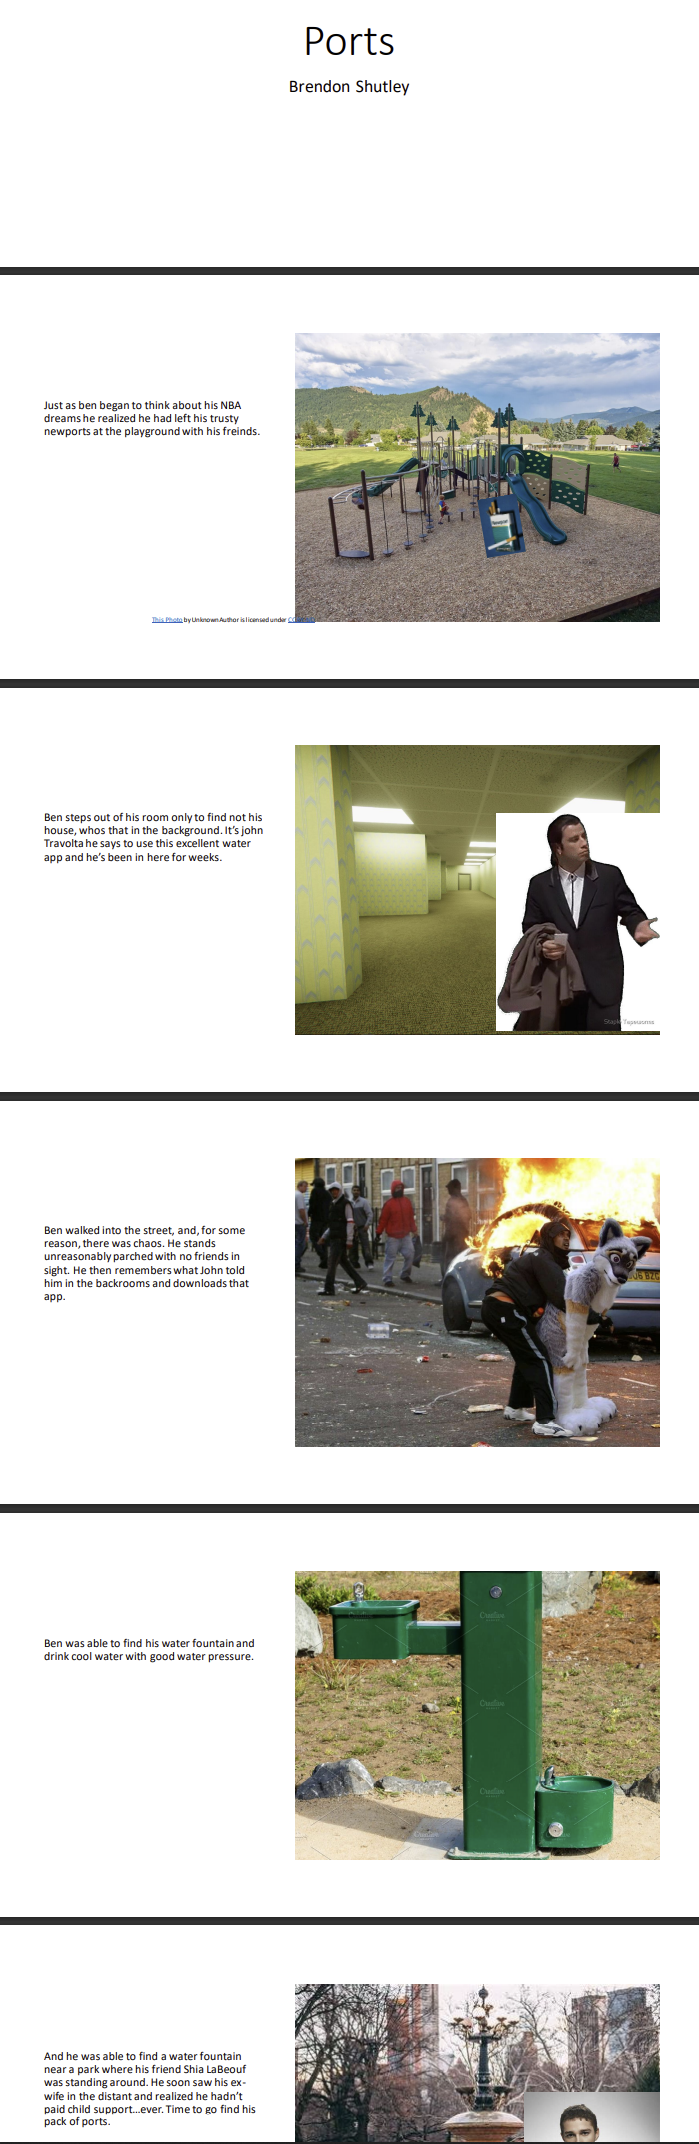 Ports
Brendon Shutley
Just as ben began to think about his NBA
dreams he realized he had left his trusty
newports at the playground with his freinds.
This Photo by Unknown Author is licensed under
Ben steps out of his room only to find not his
house, whos that in the background. It's john
Travolta he says to use this excellent water
app and he's been in here for weeks.
Ben walked into the street, and, for some
reason, there was chaos. He stands
unreasonably parched with no friends in
sight. He then remembers what John told
him in the backrooms and downloads that
app.
Ben was able to find his water fountain and
drink cool water with good water pressure.
And he was able to find a water fountain
near a park where his friend Shia LaBeouf
was standing around. He soon saw his ex-
wife in the distant and realized he hadn't
paid child support...ever. Time to go find his
pack of ports.